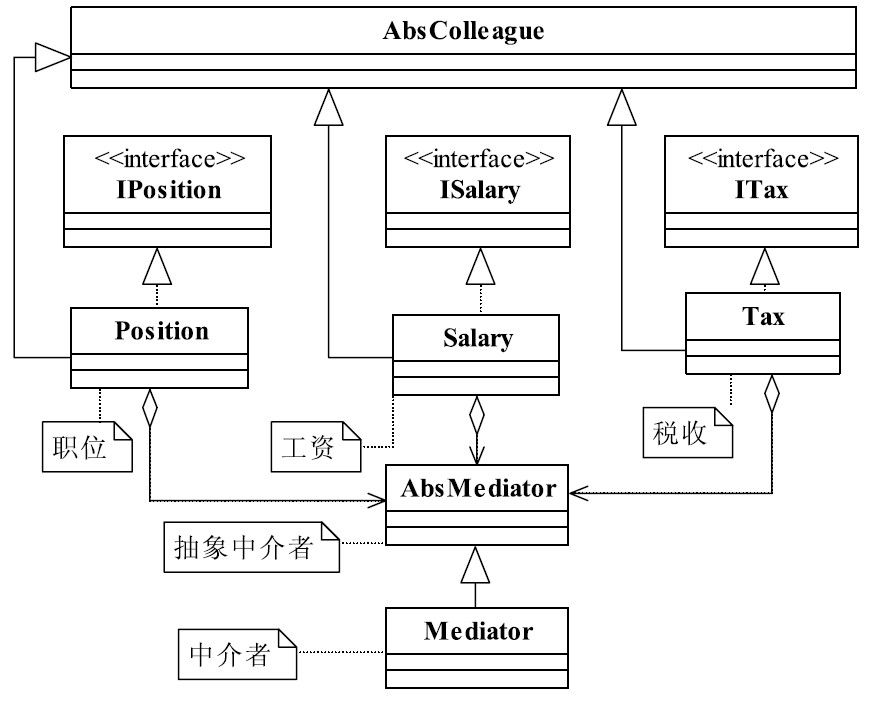 AbsColleague
<<interface>>
IPosition
<<interface>>
ISalary
<<interface>>
ITax
Position
Salary
Tax
职位
工资
税收
AbsMediator
抽象中介者
Mediator
中介者